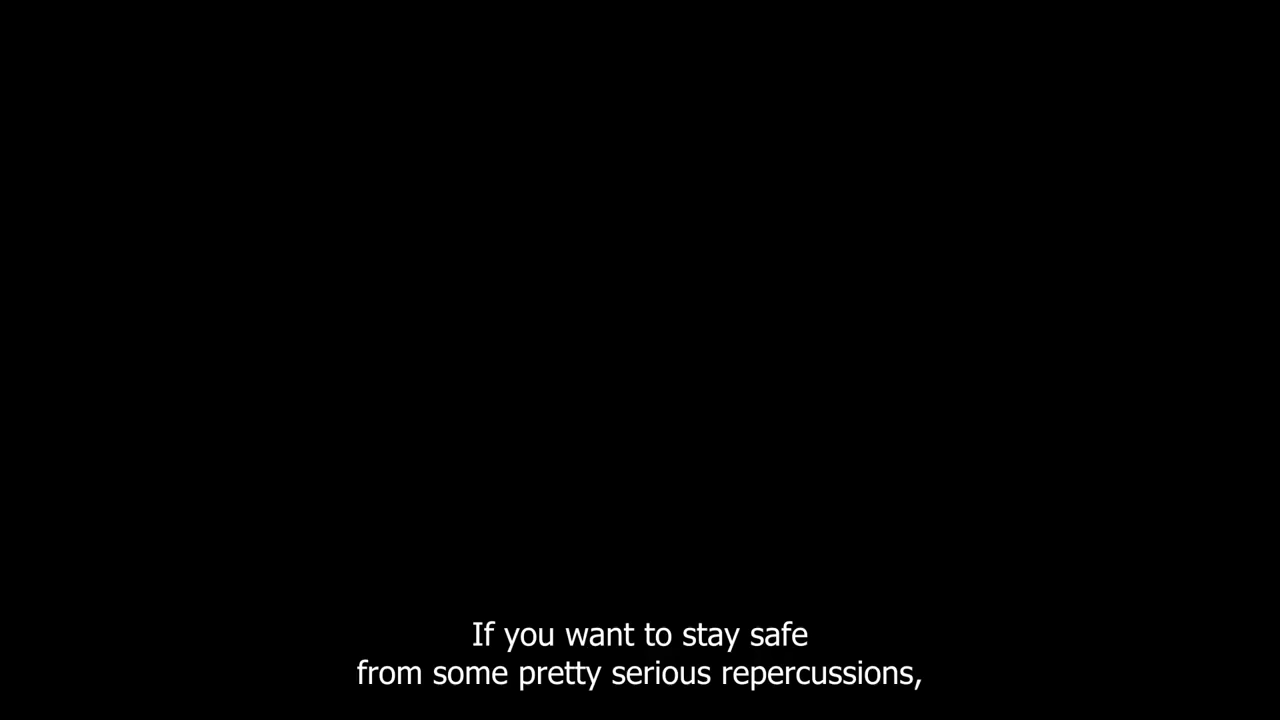 If you want to stay safe
from some pretty serious repercussions,